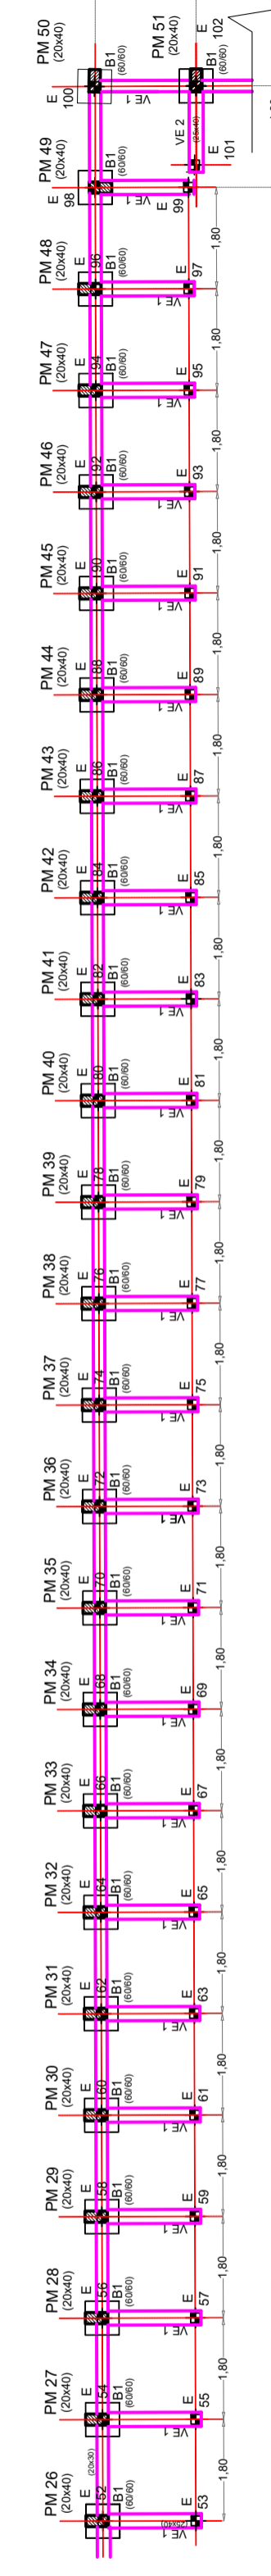 PM 50
(20x40)
E
100
B1
(60/60)
VE 1
PM 51
(20x40)
E
102
B1
(60/60)
VE 2
(25x40)
E
101
PM 49
(20x40)
E
98
B1
(60/60)
VE 1
E
99
1,80
PM 48
(20x40)
E
96
B1
(60/60)
VE 1
E
97
1,80
PM 47
(20x40)
E
94
B1
(60/60)
VE 1
E
95
1,80
PM 46
(20x40)
E
92
B1
(60/60)
VE 1
E
93
1,80
PM 45
(20x40)
E
90
B1
(60/60)
VE 1
E
91
1,80
PM 44
(20x40)
E
88
B1
(60/60)
VE 1
E
89
1,80
PM 43
(20x40)
E
86
B1
(60/60)
VE 1
E
87
1,80
PM 42
(20x40)
E
84
B1
(60/60)
VE 1
E
85
1,80
PM 41
(20x40)
E
82
B1
(60/60)
VE 1
E
83
1,80
PM 40
(20x40)
E
80
B1
(60/60)
VE 1
E
81
1,80
PM 39
(20x40)
E
78
B1
(60/60)
VE 1
E
79
1,80
PM 38
(20x40)
E
76
B1
(60/60)
VE 1
E
77
1,80
PM 37
(20x40)
E
74
B1
(60/60)
VE 1
E
75
1,80
PM 36
(20x40)
E
72
B1
(60/60)
VE 1
E
73
1,80
PM 35
(20x40)
E
70
B1
(60/60)
VE 1
E
71
1,80
PM 34
(20x40)
E
68
B1
(60/60)
VE 1
E
69
1,80
PM 33
(20x40)
E
66
B1
(60/60)
VE 1
E
67
1,80
PM 32
(20x40)
E
64
B1
(60/60)
VE 1
E
65
1,80
PM 31
(20x40)
E
62
B1
(60/60)
VE 1
E
63
1,80
PM 30
(20x40)
E
60
B1
(60/60)
VE 1
E
61
1,80
PM 29
(20x40)
E
58
B1
(60/60)
VE 1
E
59
1,80
PM 28
(20x40)
E
56
B1
(60/60)
VE 1
E
57
1,80
PM 27
(20x40)
E
54
B1
(60/60)
VE 1
E
55
1,80
(20x30)
PM 26
(20x40)
E
52
B1
(60/60)
VE 1
(25x40)
E
53